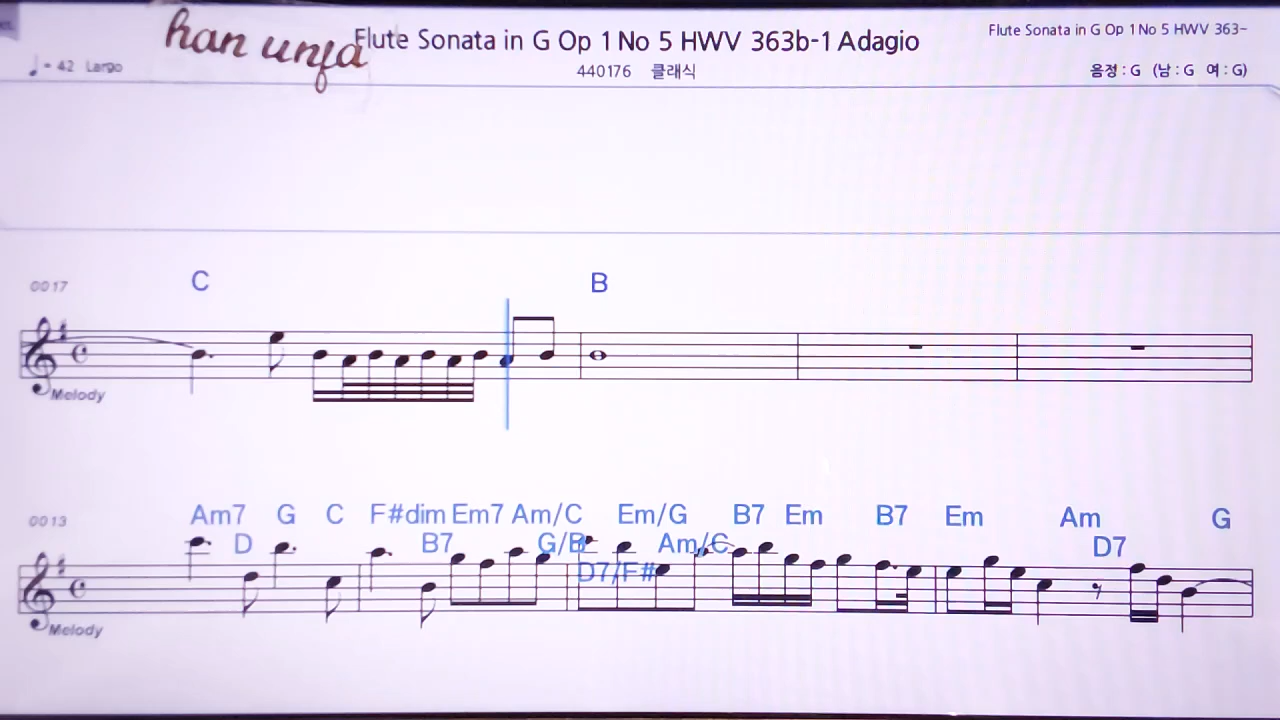 han unfa
Flute Sonata in G Op 1 No 5 HWV 363b-1 Adagio
Flute Sonata in G Op 1 No 5 HWV 363-
= 42 Largo
440176 클래식
음정 : G (남 : G 여 : G)
0017
C B
Melody
0013
Am7 G C F#dim Em7 Am/C Em/G B7 Em B7 Em Am G
D B7 G/B Am/C D7
D7/F#
Melody